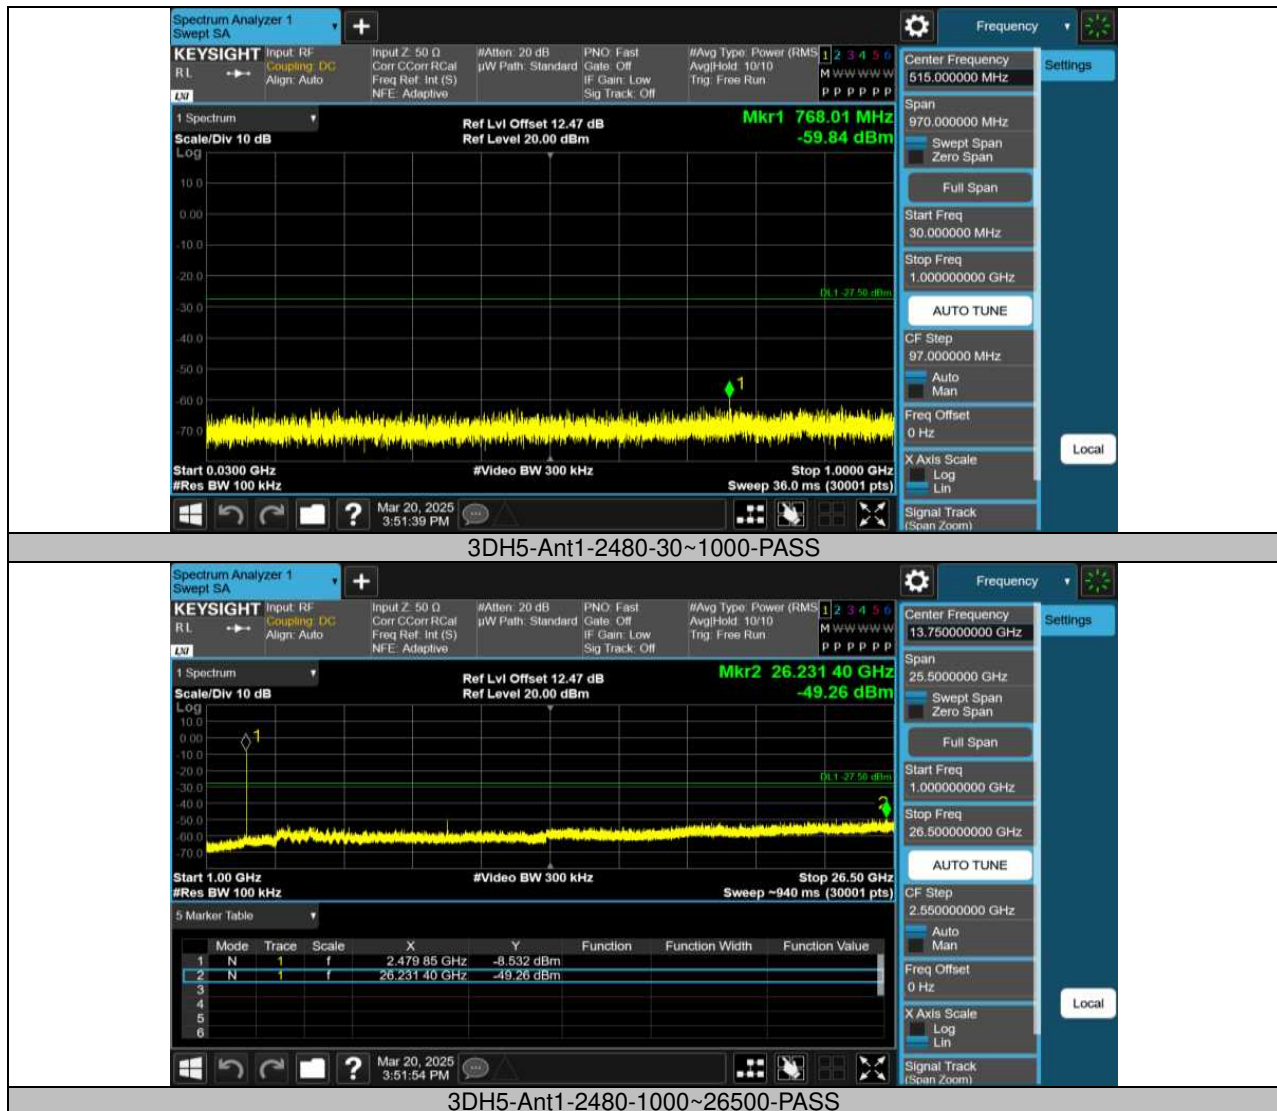 Spectrum Analyzer 1
Swept SA
Frequency
KEYSIGHT
RL
LXI
Input: RF
Coupling: DC
Align: Auto
Input Z: 50 Ω
Corr CCorr RCal
Freq Ref: Int (S)
NFE: Adaptive
#Atten: 20 dB
µW Path: Standard
PNO: Fast
Gate: Off
IF Gain: Low
Sig Track: Off
#Avg Type: Power (RMS
Avg|Hold: 10/10
Trig: Free Run
1 2 3 4 5 6
M W W W W W
P P P P P P
1 Spectrum
Scale/Div 10 dB
Log
Ref Lvl Offset 12.47 dB
Ref Level 20.00 dBm
Mkr1 768.01 MHz
-59.84 dBm
10.0
0.00
-10.0
-20.0
DL1 -27.50 dBm
-30.0
-40.0
-50.0
1
-60.0
-70.0
Start 0.0300 GHz
#Res BW 100 kHz
#Video BW 300 kHz
Stop 1.0000 GHz
Sweep 36.0 ms (30001 pts)
Mar 20, 2025
3:51:39 PM
Center Frequency
515.000000 MHz
Span
970.000000 MHz
Swept Span
Zero Span
Full Span
Start Freq
30.000000 MHz
Stop Freq
1.000000000 GHz
AUTO TUNE
CF Step
97.000000 MHz
Auto
Man
Freq Offset
0 Hz
X Axis Scale
Log
Lin
Signal Track
(Span Zoom)
Settings
Local
3DH5-Ant1-2480-30~1000-PASS
Spectrum Analyzer 1
Swept SA
Frequency
KEYSIGHT
RL
LXI
Input: RF
Coupling: DC
Align: Auto
Input Z: 50 Ω
Corr CCorr RCal
Freq Ref: Int (S)
NFE: Adaptive
#Atten: 20 dB
µW Path: Standard
PNO: Fast
Gate: Off
IF Gain: Low
Sig Track: Off
#Avg Type: Power (RMS
Avg|Hold: 10/10
Trig: Free Run
1 2 3 4 5 6
M W W W W W
P P P P P P
1 Spectrum
Scale/Div 10 dB
Log
Ref Lvl Offset 12.47 dB
Ref Level 20.00 dBm
Mkr2 26.231 40 GHz
-49.26 dBm
10.0
0.00
1
-10.0
-20.0
DL1 -27.50 dBm
-30.0
-40.0
2
-50.0
-60.0
-70.0
Start 1.00 GHz
#Res BW 100 kHz
#Video BW 300 kHz
Stop 26.50 GHz
Sweep ~940 ms (30001 pts)
5 Marker Table
Mode Trace Scale X Y Function Function Width Function Value
1 N 1 f 2.479 85 GHz -8.532 dBm
2 N 1 f 26.231 40 GHz -49.26 dBm
3
4
5
6
Mar 20, 2025
3:51:54 PM
Center Frequency
13.750000000 GHz
Span
25.5000000 GHz
Swept Span
Zero Span
Full Span
Start Freq
1.000000000 GHz
Stop Freq
26.500000000 GHz
AUTO TUNE
CF Step
2.550000000 GHz
Auto
Man
Freq Offset
0 Hz
X Axis Scale
Log
Lin
Signal Track
(Span Zoom)
Settings
Local
3DH5-Ant1-2480-1000~26500-PASS